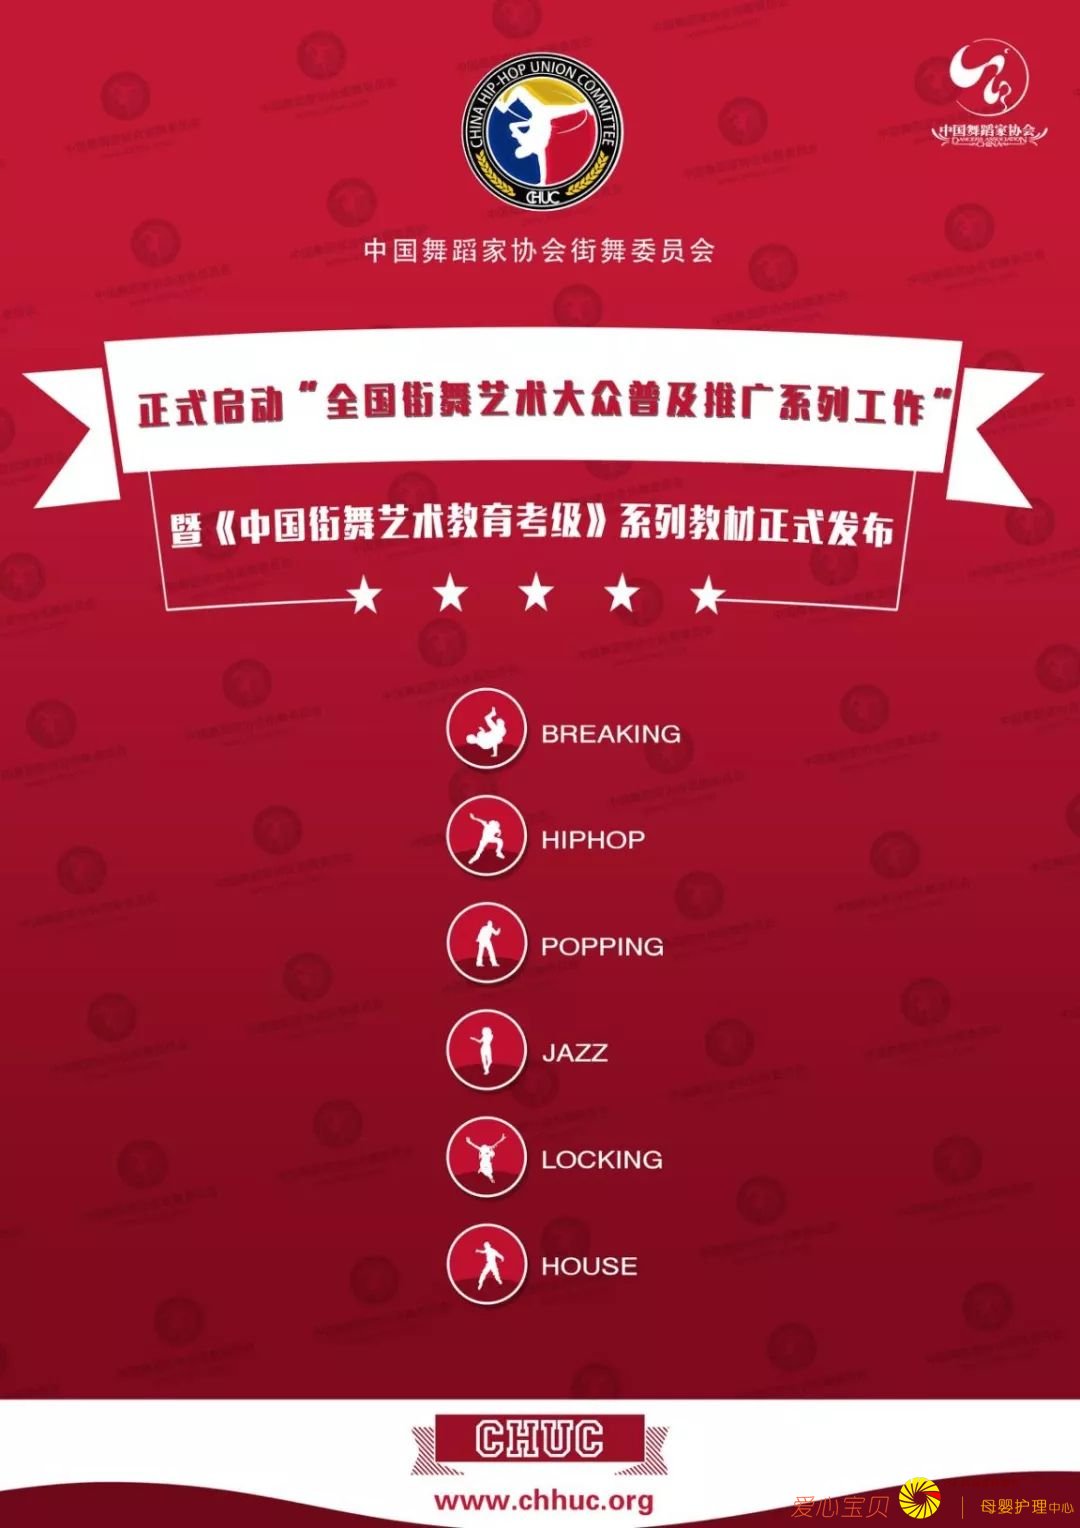 CHINA HIP-HOP UNION COMMITTEE
CHUC
中国舞蹈家协会
DANCERS ASSOCIATION
CHINA
中国舞蹈家协会街舞委员会
正式启动“全国街舞艺术大众普及推广系列工作”
暨《中国街舞艺术教育考级》系列教材正式发布
BREAKING
HIPHOP
POPPING
JAZZ
LOCKING
HOUSE
CHUC
www.chhuc.org
爱心宝贝 | 母婴护理中心